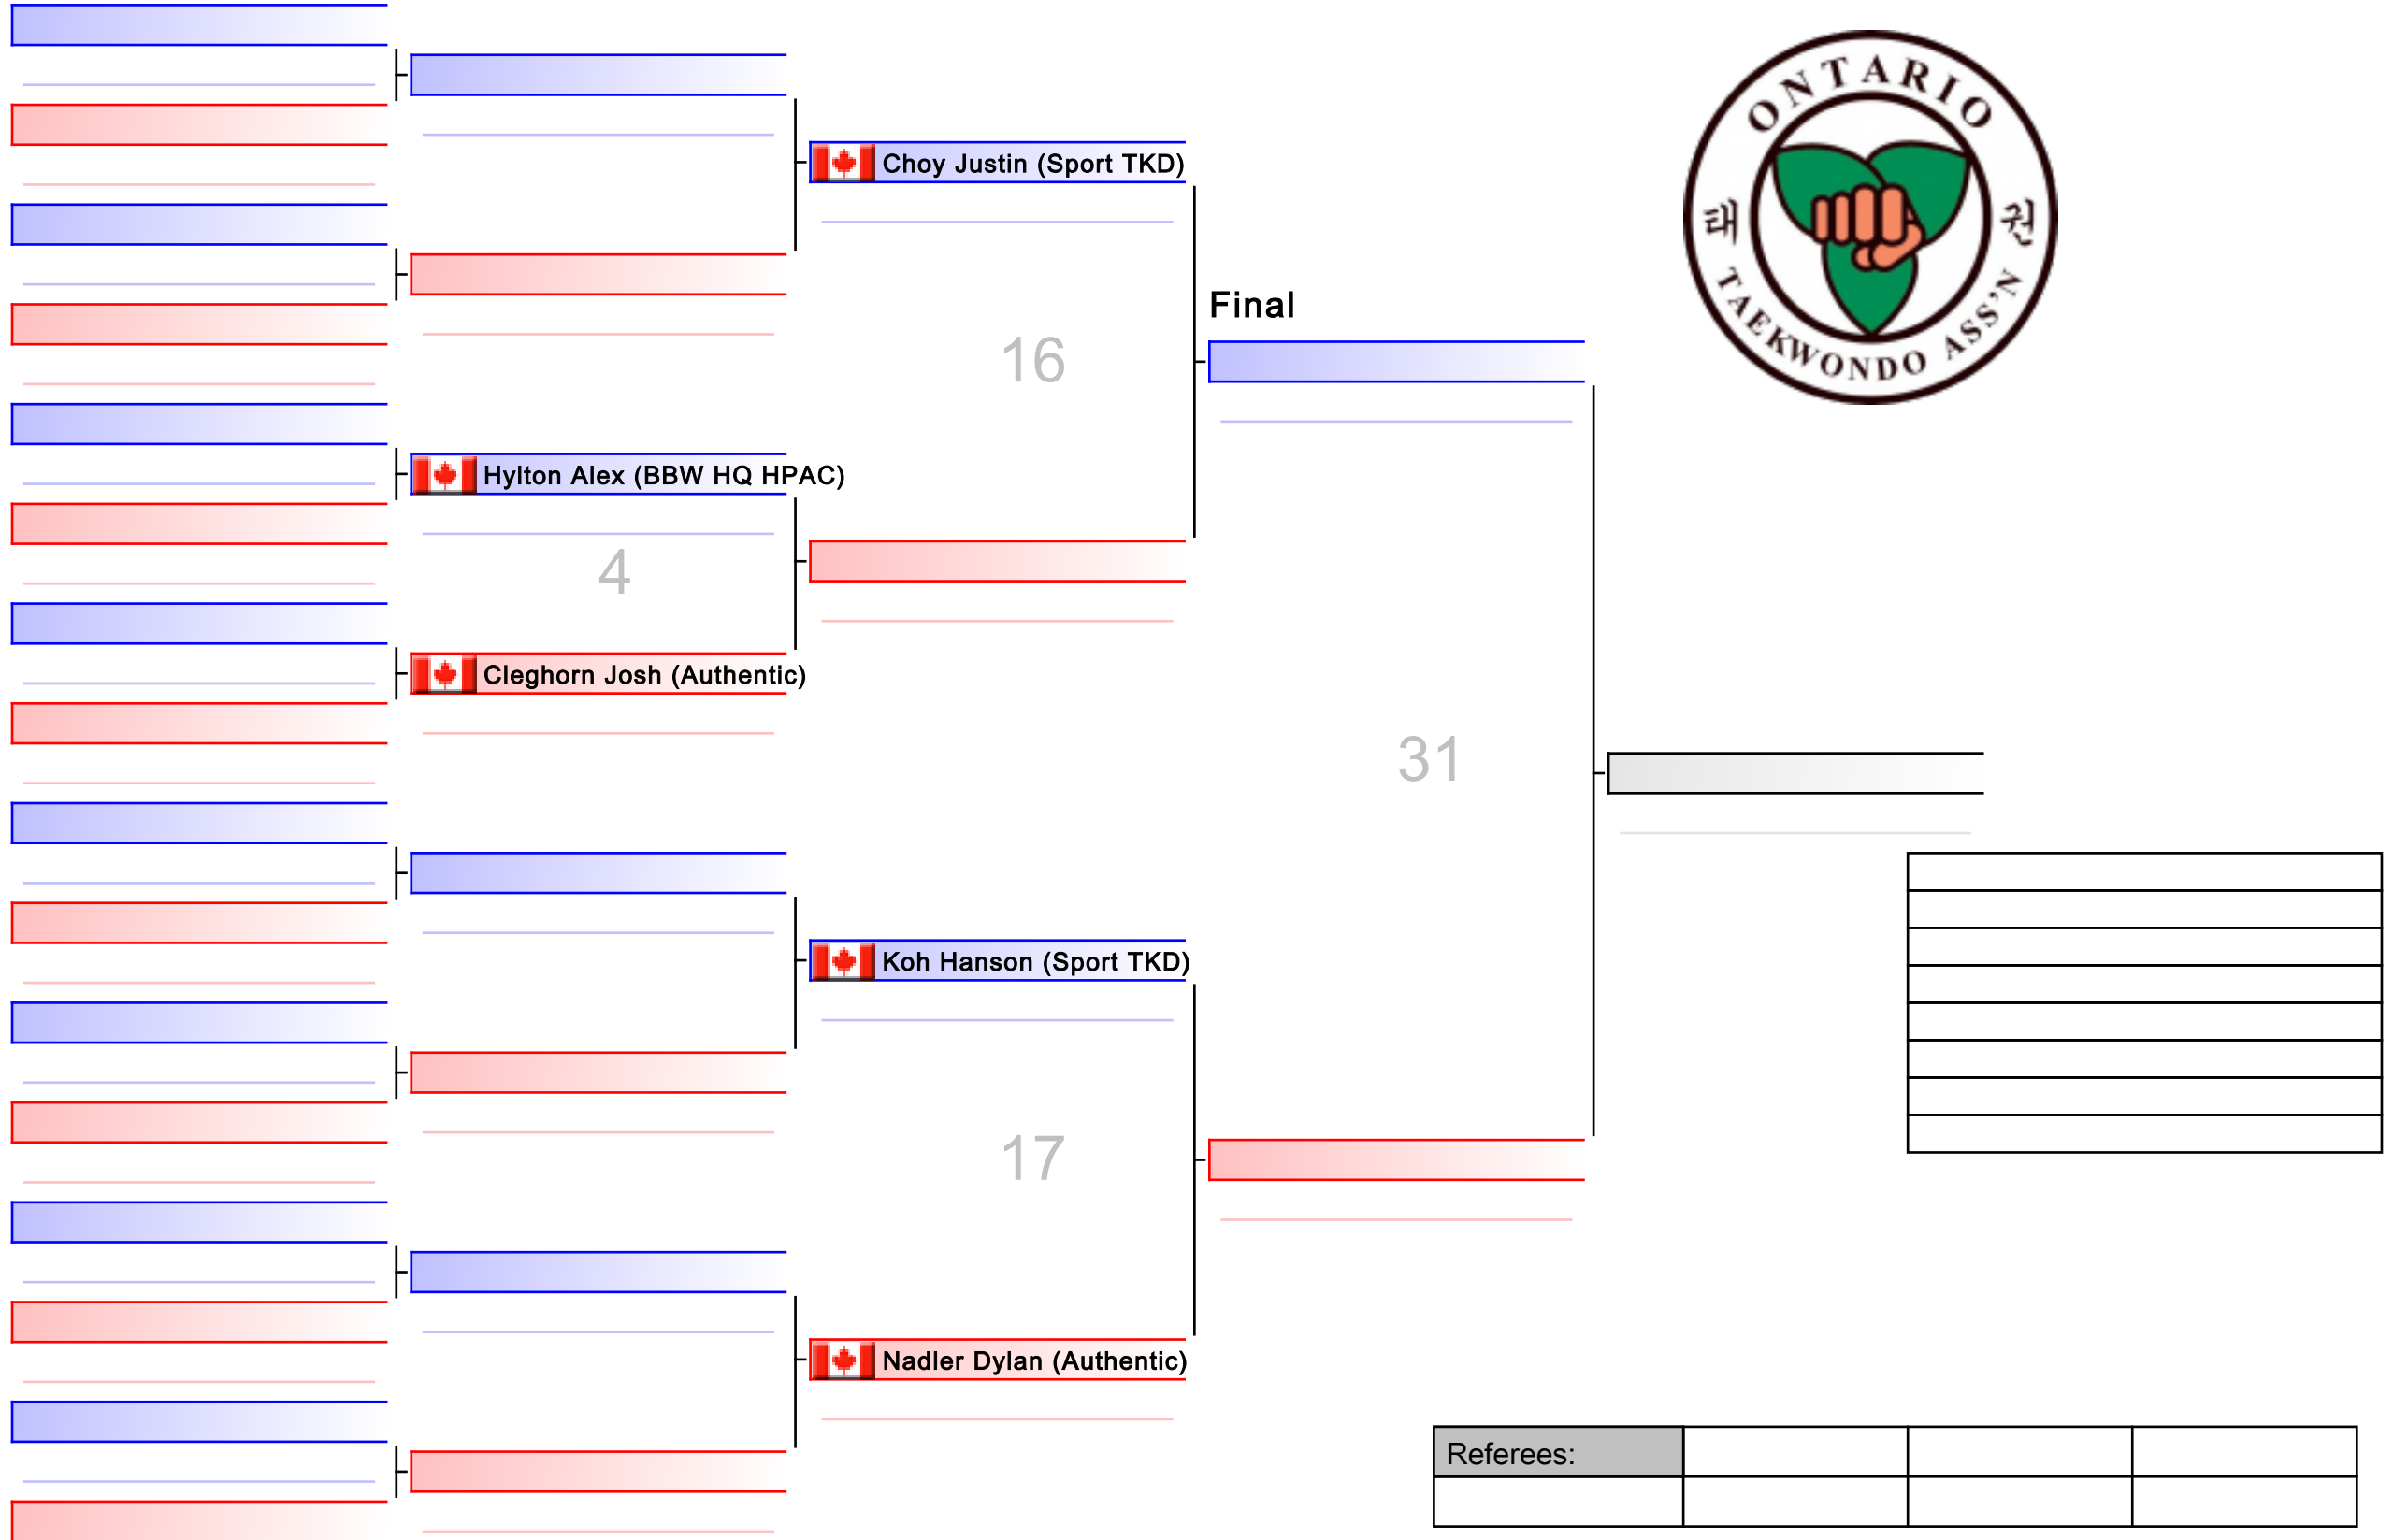 ONTARIO
태 권
TAEKWONDO ASS'N
Choy Justin (Sport TKD)
Final
16
Hylton Alex (BBW HQ HPAC)
4
Cleghorn Josh (Authentic)
31
Koh Hanson (Sport TKD)
17
Nadler Dylan (Authentic)
Referees: